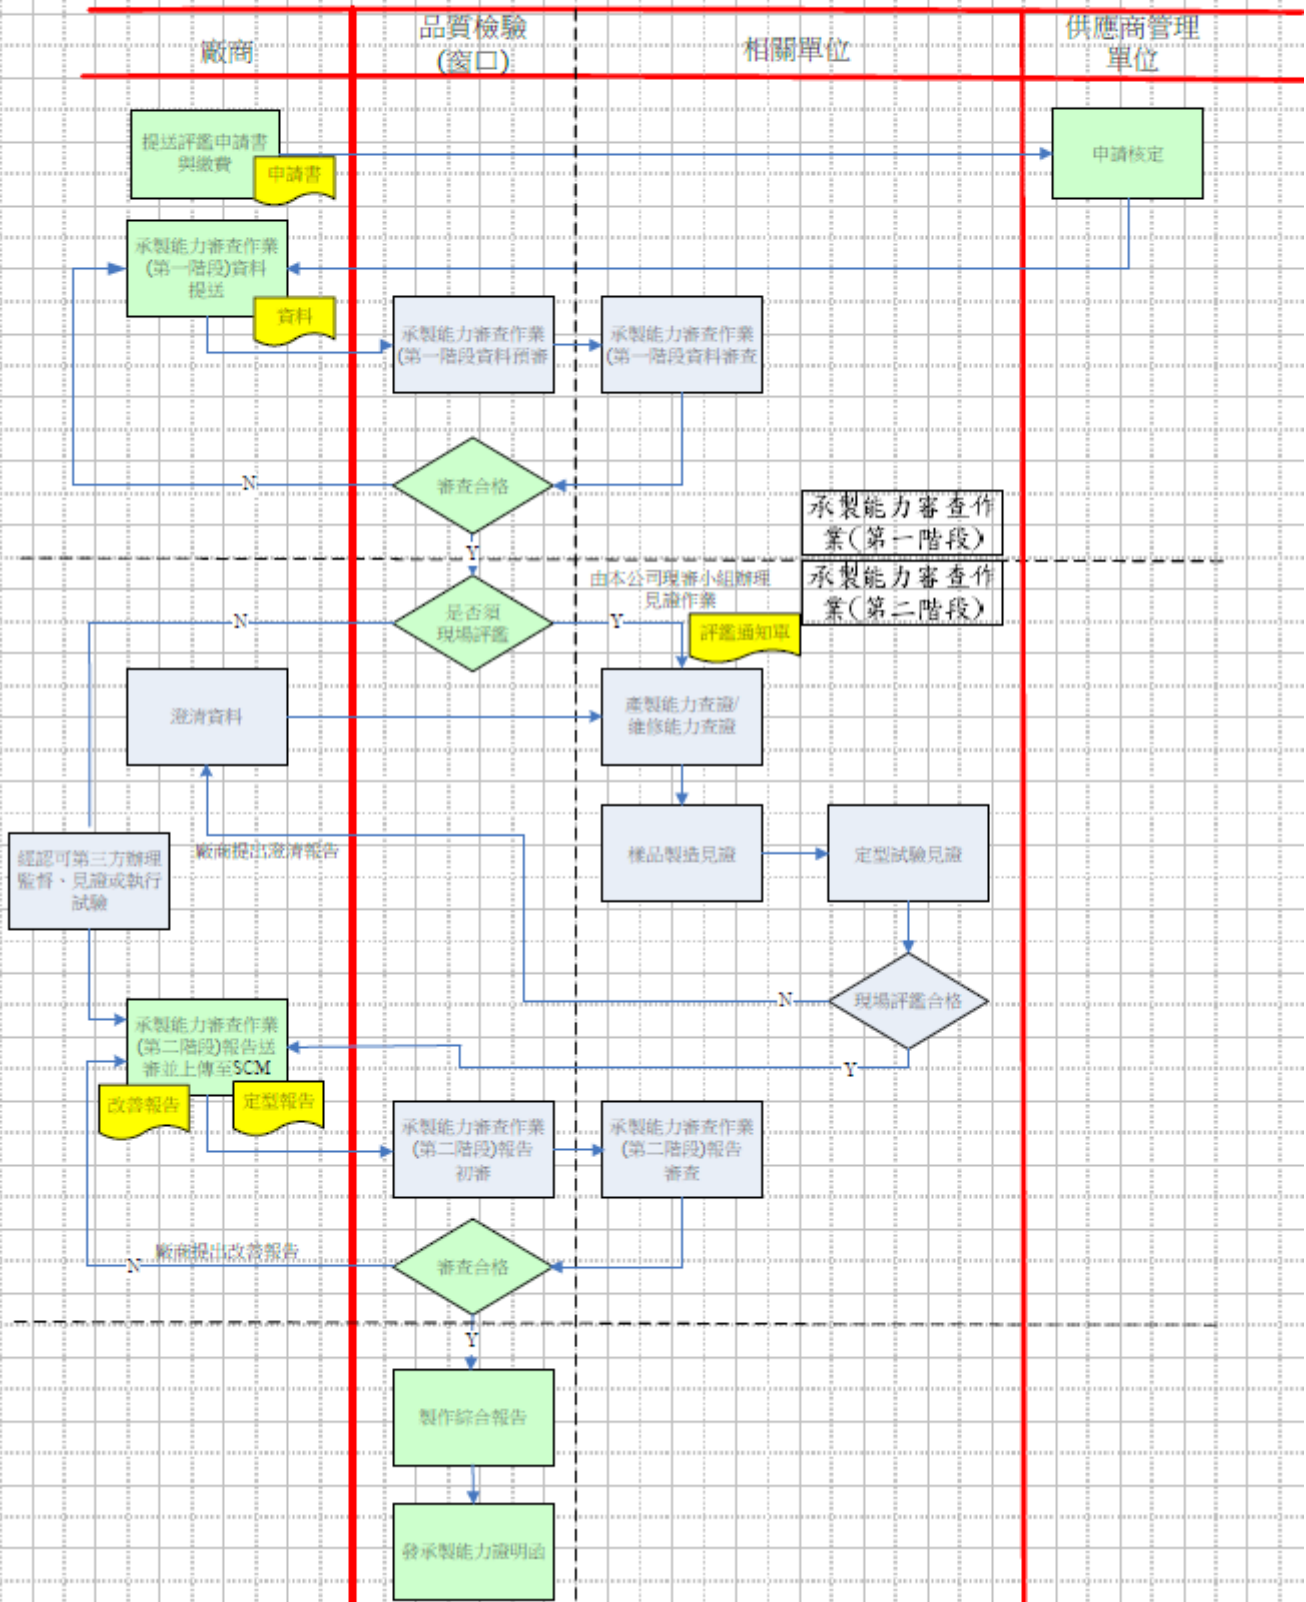 廠商
品質檢驗
(窗口)
相關單位
供應商管理
單位
提送評鑑申請書
與繳費
申請書
申請核定
承製能力審查作業
(第一階段)資料
提送
資料
承製能力審查作業
(第一階段資料預審
承製能力審查作業
(第一階段資料審查
審查合格
N
Y
承製能力審查作
業(第一階段)
承製能力審查作
業(第二階段)
由本公司現審小組辦理
見證作業
是否須
現場評鑑
N
Y
評鑑通知單
澄清資料
產製能力查證/
維修能力查證
樣品製造見證
定型試驗見證
廠商提出澄清報告
經認可第三方辦理
監督、見證或執行
試驗
現場評鑑合格
N
Y
承製能力審查作業
(第二階段)報告送
審並上傳至SCM
改善報告
定型報告
承製能力審查作業
(第二階段)報告
初審
承製能力審查作業
(第二階段)報告
審查
廠商提出改善報告
N
審查合格
Y
製作綜合報告
發承製能力證明函